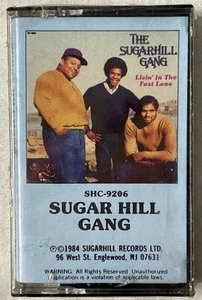 THE
SUGARHILL
GANG
Livin' In The
Fast Lane
SHC-9206
SUGAR HILL
GANG
Ⓟ©1984 SUGARHILL RECORDS LTD.
96 West St. Englewood, NJ 07631
WARNING: All Rights Reserved. Unauthorized
duplication is a violation of applicable laws.